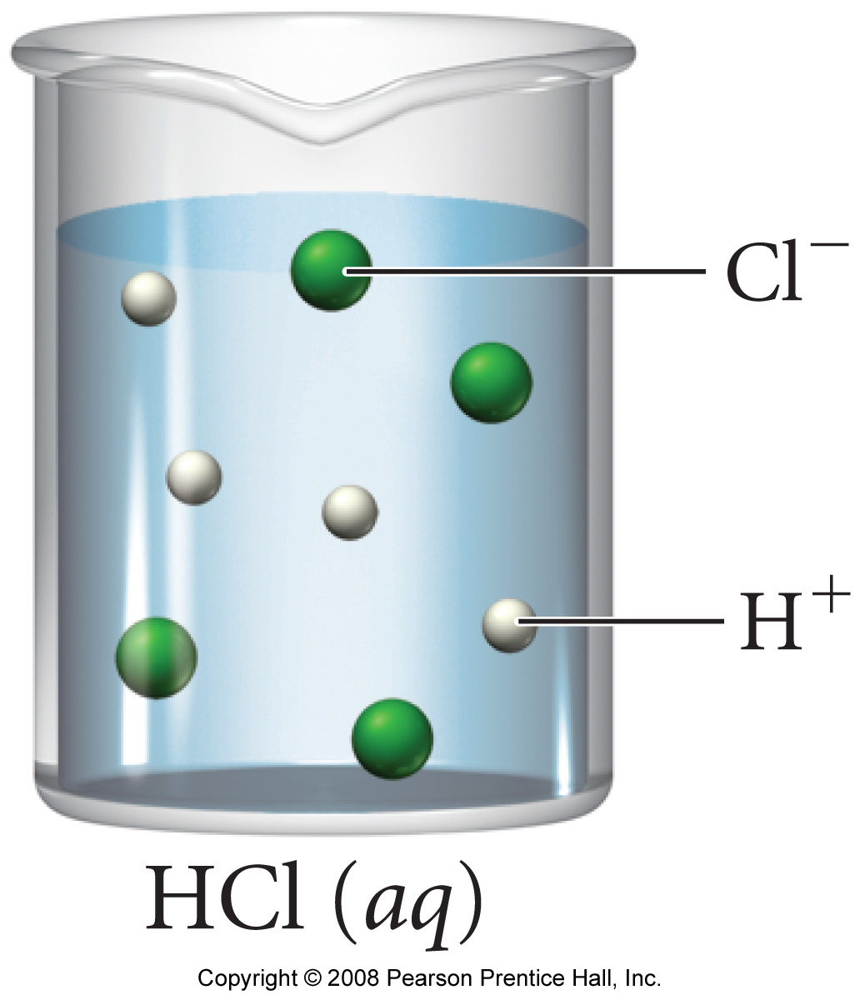 Cl⁻
H⁺
HCl (aq)
Copyright © 2008 Pearson Prentice Hall, Inc.